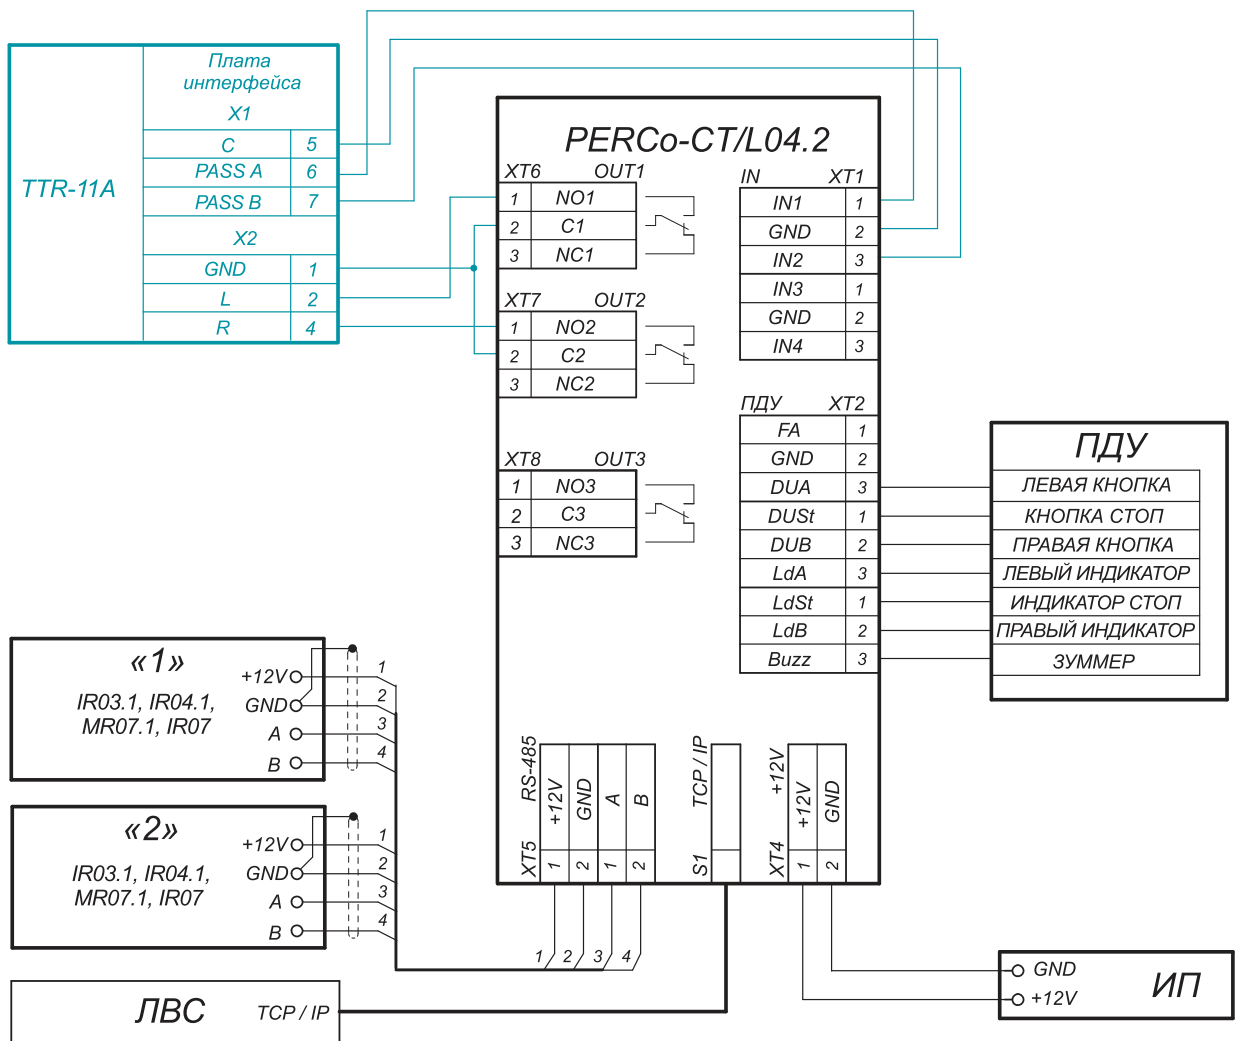 TTR-11A
Плата
интерфейса
X1
C 5
PASS A 6
PASS B 7
X2
GND 1
L 2
R 4
PERCo-CT/L04.2
XT6 OUT1
1 NO1
2 C1
3 NC1
XT7 OUT2
1 NO2
2 C2
3 NC2
XT8 OUT3
1 NO3
2 C3
3 NC3
IN XT1
IN1 1
GND 2
IN2 3
IN3 1
GND 2
IN4 3
ПДУ XT2
FA 1
GND 2
DUA 3
DUSt 1
DUB 2
LdA 3
LdSt 1
LdB 2
Buzz 3
ПДУ
ЛЕВАЯ КНОПКА
КНОПКА СТОП
ПРАВАЯ КНОПКА
ЛЕВЫЙ ИНДИКАТОР
ИНДИКАТОР СТОП
ПРАВЫЙ ИНДИКАТОР
ЗУММЕР
«1»
IR03.1, IR04.1,
MR07.1, IR07
+12V 1
GND 2
A 3
B 4
«2»
IR03.1, IR04.1,
MR07.1, IR07
+12V 1
GND 2
A 3
B 4
XT5 RS-485
1 +12V
2 GND
1 A
2 B
S1 TCP / IP
XT4 +12V
1 +12V
2 GND
1 2 3 4
ЛВС TCP / IP
GND
+12V
ИП